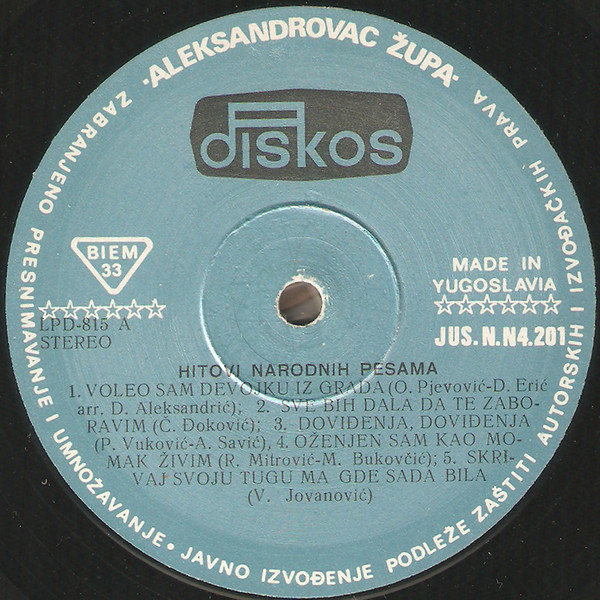 ·ALEKSANDROVAC ŽUPA·
ZABRANJENO PRESNIMAVANJE I UMNOŽAVANJE · JAVNO IZVOĐENJE PODLEŽE ZAŠTITI AUTORSKIH I IZVOĐAČKIH PRAVA
diskos
BIEM
33
MADE IN
YUGOSLAVIA
LPD-815 A
STEREO
JUS. N. N4.201
HITOVI NARODNIH PESAMA
1. VOLEO SAM DEVOJKU IZ GRADA (O. Pjevović-D. Erić
arr. D. Aleksandrić); 2. SVE BIH DALA DA TE ZABO-
RAVIM (Č. Đoković); 3. DOVIĐENJA, DOVIĐENJA
(P. Vuković-A. Savić), 4. OŽENJEN SAM KAO MO-
MAK ŽIVIM (R. Mitrović-M. Bukovčić); 5. SKRI-
VAJ SVOJU TUGU MA GDE SADA BILA
(V. Jovanović)